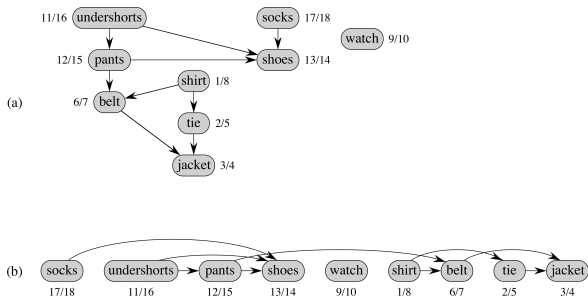 11/16 undershorts socks 17/18
watch 9/10
12/15 pants shoes 13/14
shirt 1/8
(a) 6/7 belt
tie 2/5
jacket 3/4
(b) socks undershorts pants shoes watch shirt belt tie jacket
17/18 11/16 12/15 13/14 9/10 1/8 6/7 2/5 3/4